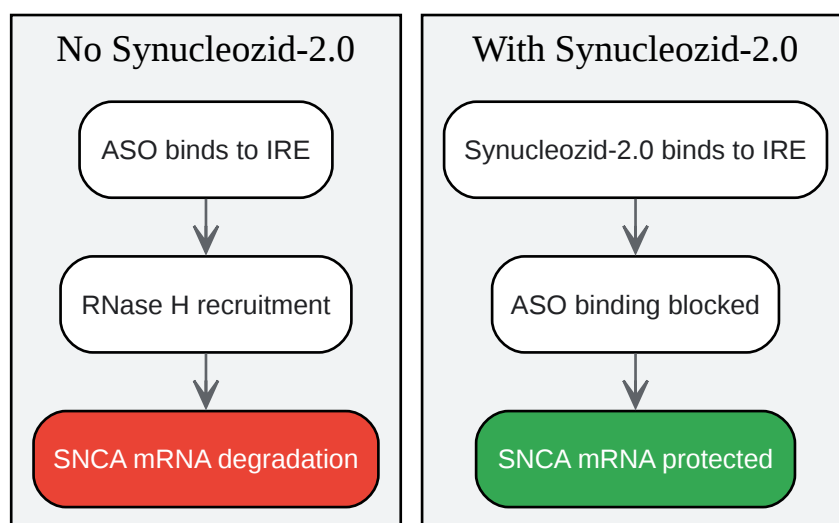 No Synucleozid-2.0
ASO binds to IRE
RNase H recruitment
SNCA mRNA degradation
With Synucleozid-2.0
Synucleozid-2.0 binds to IRE
ASO binding blocked
SNCA mRNA protected